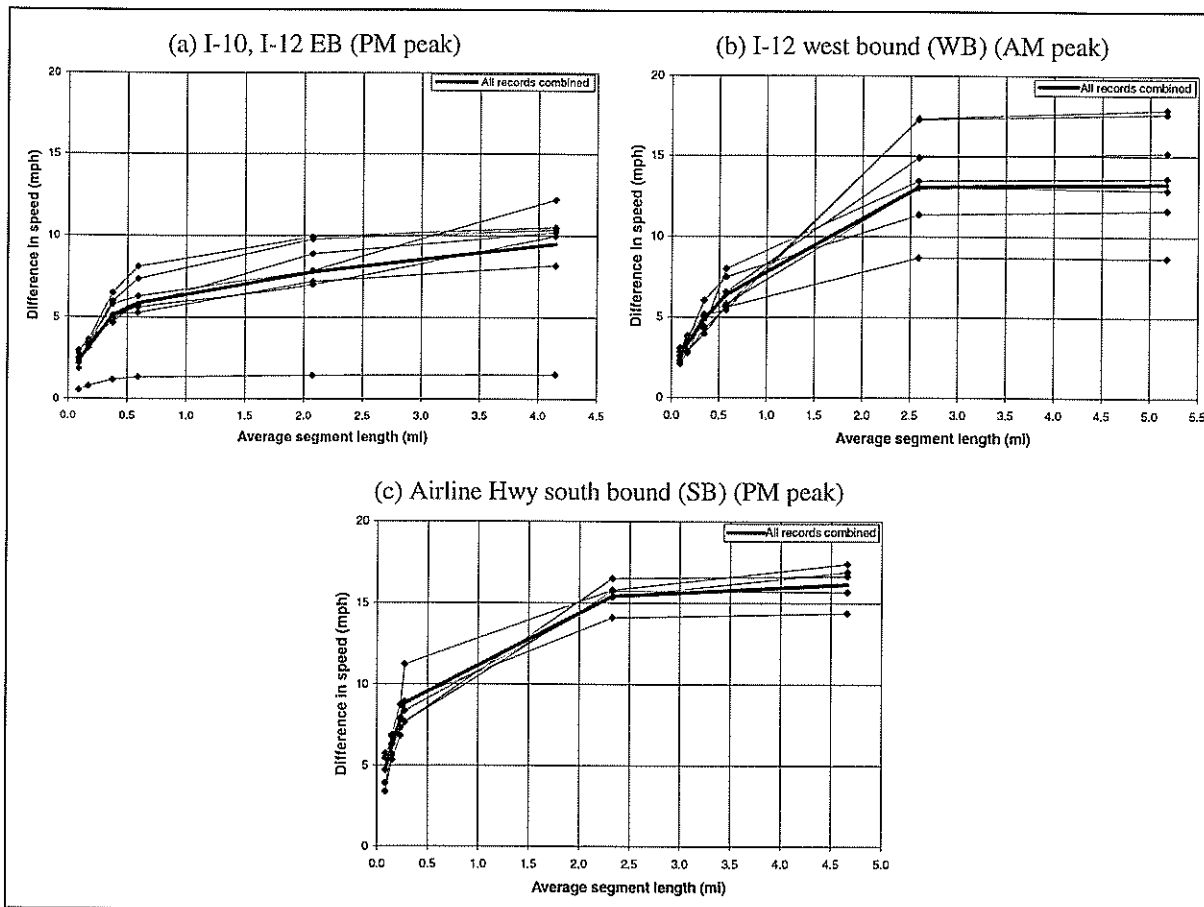 (a) I-10, I-12 EB (PM peak)
20
15
10
5
0
Difference in speed (mph)
All records combined
0.0 0.5 1.0 1.5 2.0 2.5 3.0 3.5 4.0 4.5
Average segment length (mi)
(b) I-12 west bound (WB) (AM peak)
20
15
10
5
0
Difference in speed (mph)
All records combined
0.0 0.5 1.0 1.5 2.0 2.5 3.0 3.5 4.0 4.5 5.0 5.5
Average segment length (mi)
(c) Airline Hwy south bound (SB) (PM peak)
20
15
10
5
0
Difference in speed (mph)
All records combined
0.0 0.5 1.0 1.5 2.0 2.5 3.0 3.5 4.0 4.5 5.0
Average segment length (mi)